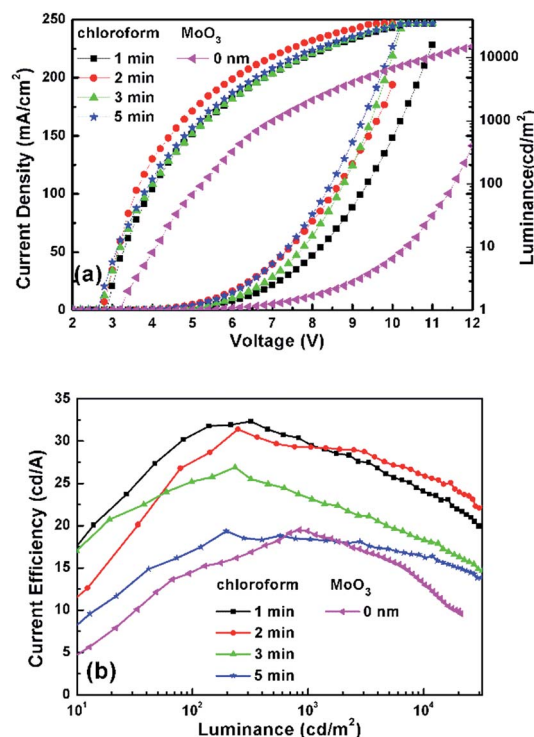 250
200
150
100
50
0
Current Density (mA/cm²)
chloroform MoO₃
1 min 0 nm
2 min
3 min
5 min
(a)
10000
1000
100
10
1
Luminance(cd/m²)
2 3 4 5 6 7 8 9 10 11 12
Voltage (V)
35
30
25
20
15
10
5
0
Current Efficiency (cd/A)
chloroform MoO₃
1 min 0 nm
2 min
3 min
5 min
(b)
10¹ 10² 10³ 10⁴
Luminance (cd/m²)